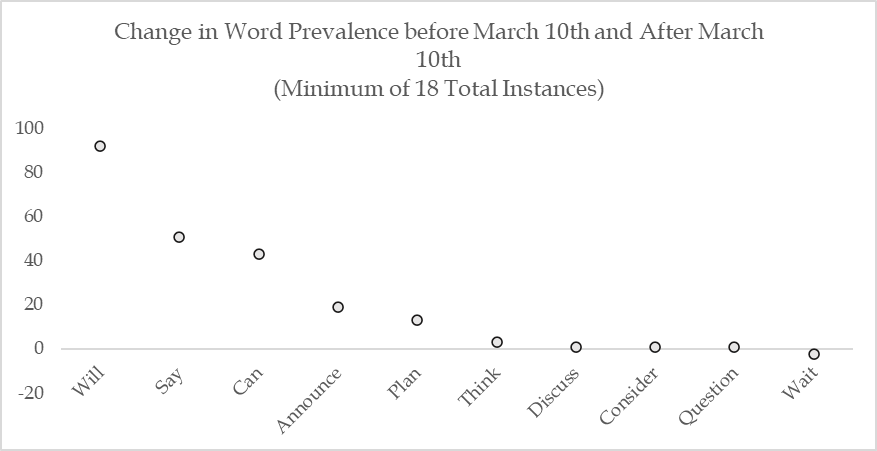 Change in Word Prevalence before March 10th and After March
10th
(Minimum of 18 Total Instances)
100
80
60
40
20
0
-20
Will
Say
Can
Announce
Plan
Think
Discuss
Consider
Question
Wait